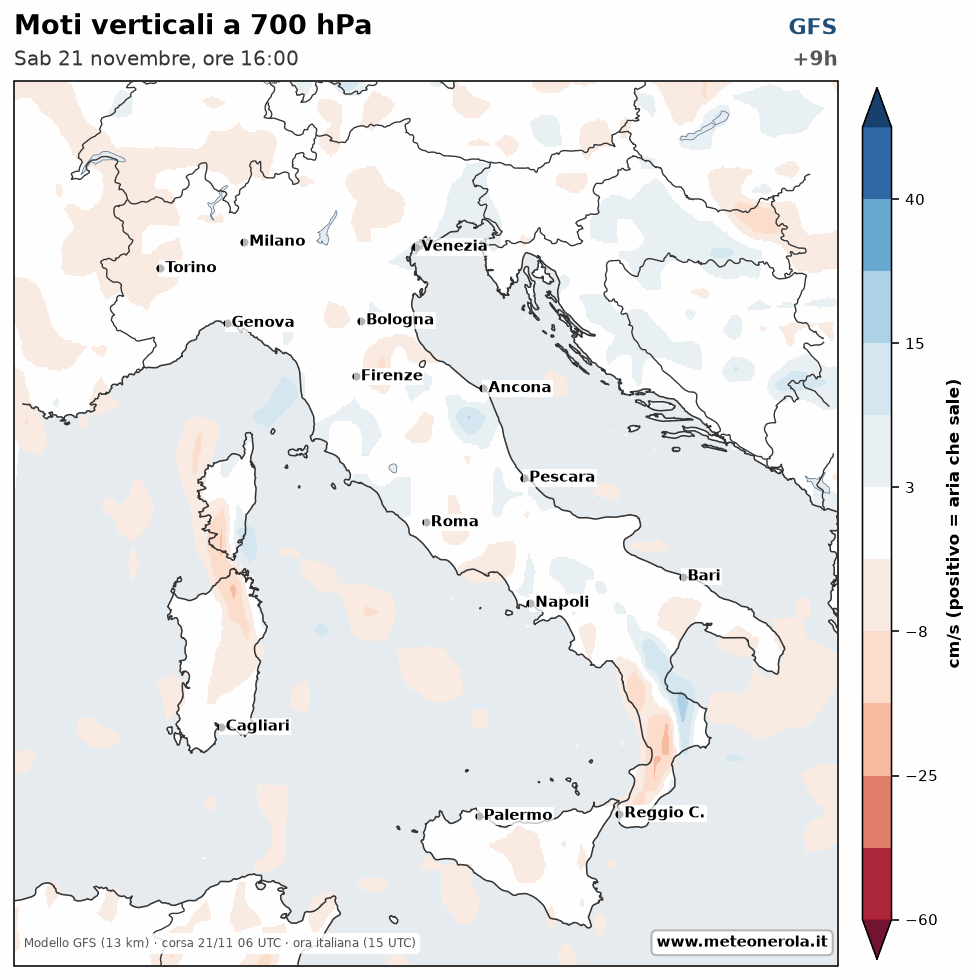 Moti verticali a 700 hPa
GFS
Sab 21 novembre, ore 16:00
+9h
Milano
Venezia
Torino
Genova
Bologna
Firenze
Ancona
Pescara
Roma
Bari
Napoli
Cagliari
Palermo
Reggio C.
40
15
3
−8
−25
−60
cm/s (positivo = aria che sale)
Modello GFS (13 km) · corsa 21/11 06 UTC · ora italiana (15 UTC)
www.meteonerola.it